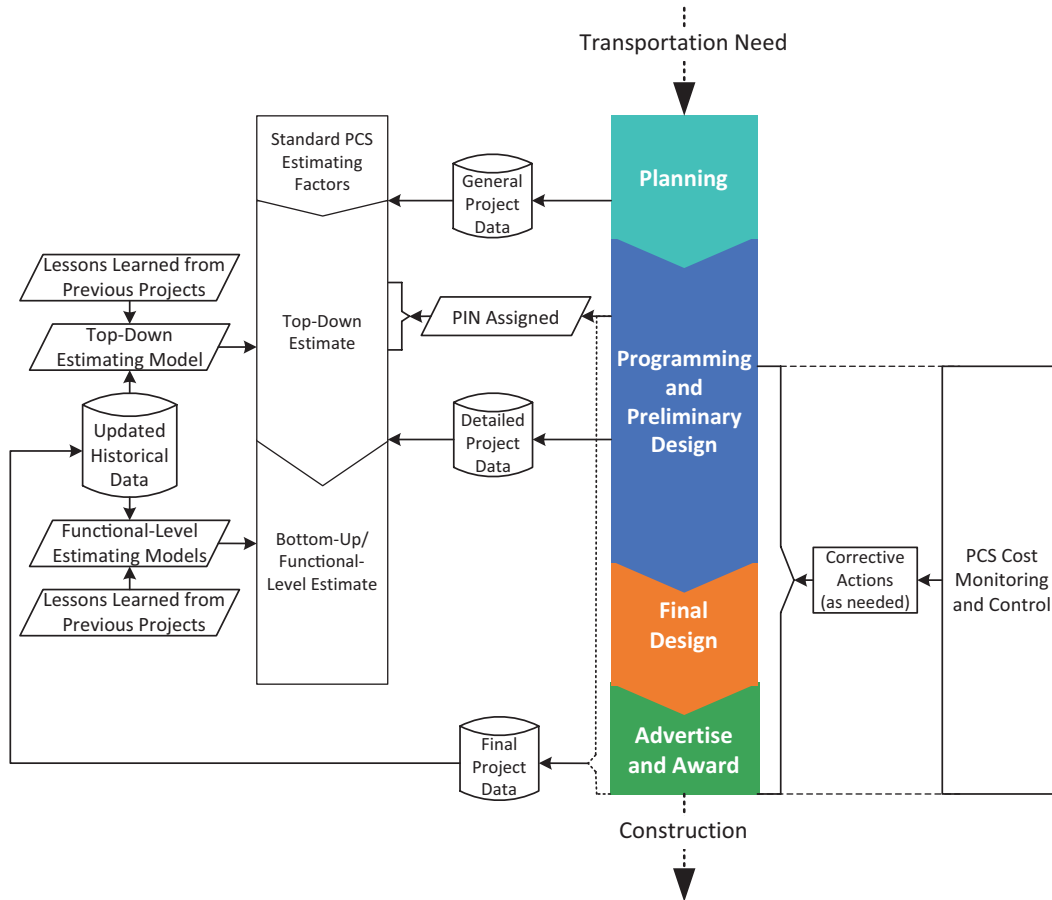 Transportation Need
Standard PCS
Estimating
Factors
General
Project
Data
Planning
Lessons Learned from
Previous Projects
Top-Down
Estimating Model
Top-Down
Estimate
PIN Assigned
Programming
and
Preliminary
Design
Updated
Historical
Data
Detailed
Project
Data
Functional-Level
Estimating Models
Lessons Learned from
Previous Projects
Bottom-Up/
Functional-
Level Estimate
Final
Design
Corrective
Actions
(as needed)
PCS Cost
Monitoring
and Control
Final
Project
Data
Advertise
and Award
Construction